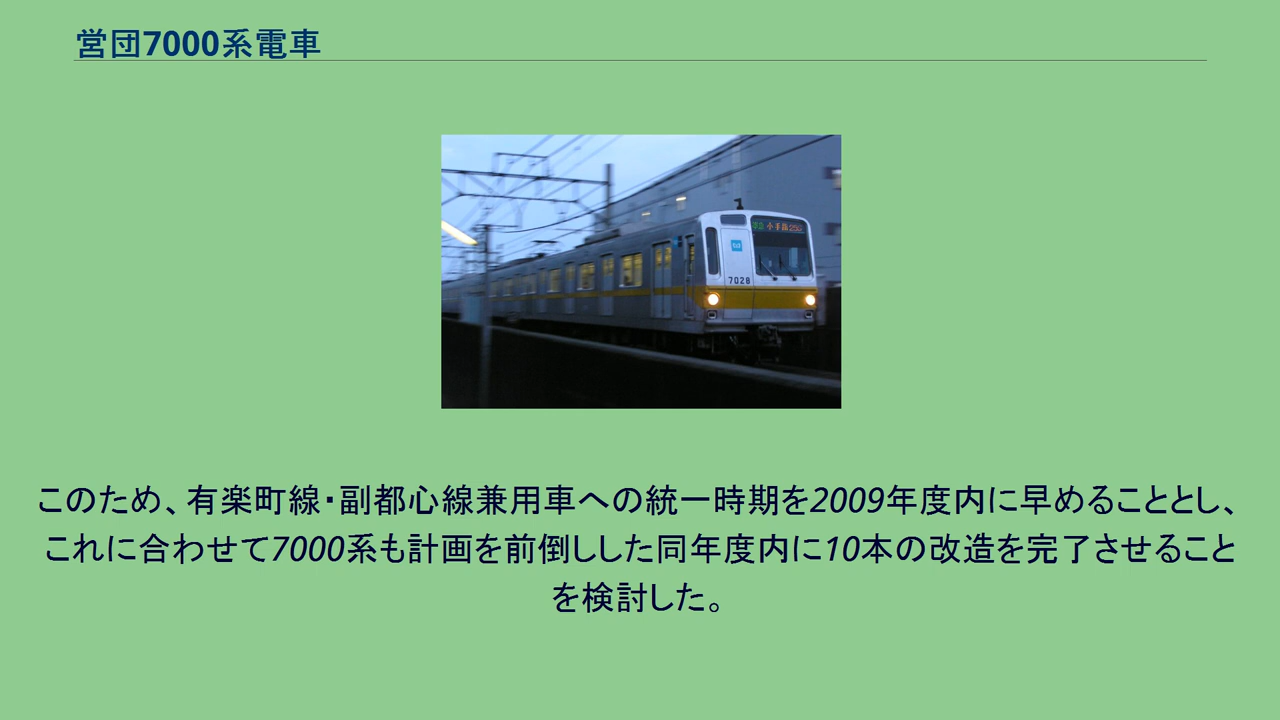 営団7000系電車
小手指
7028
このため、有楽町線・副都心線兼用車への統一時期を2009年度内に早めることとし、
これに合わせて7000系も計画を前倒しした同年度内に10本の改造を完了させること
を検討した。